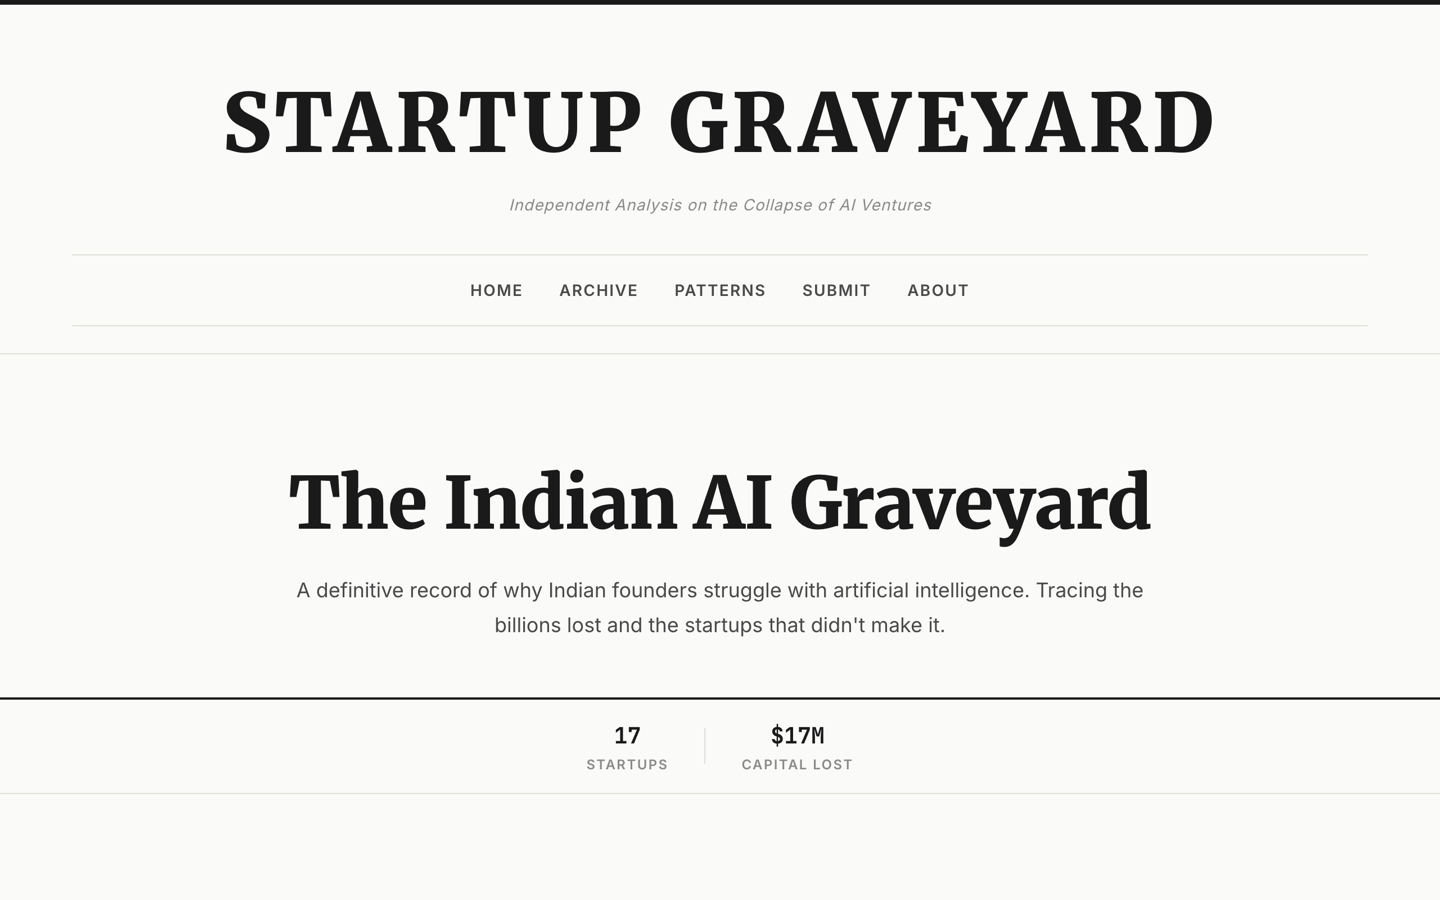 STARTUP GRAVEYARD
Independent Analysis on the Collapse of AI Ventures
HOME ARCHIVE PATTERNS SUBMIT ABOUT
The Indian AI Graveyard
A definitive record of why Indian founders struggle with artificial intelligence. Tracing the
billions lost and the startups that didn't make it.
17 $17M
STARTUPS CAPITAL LOST